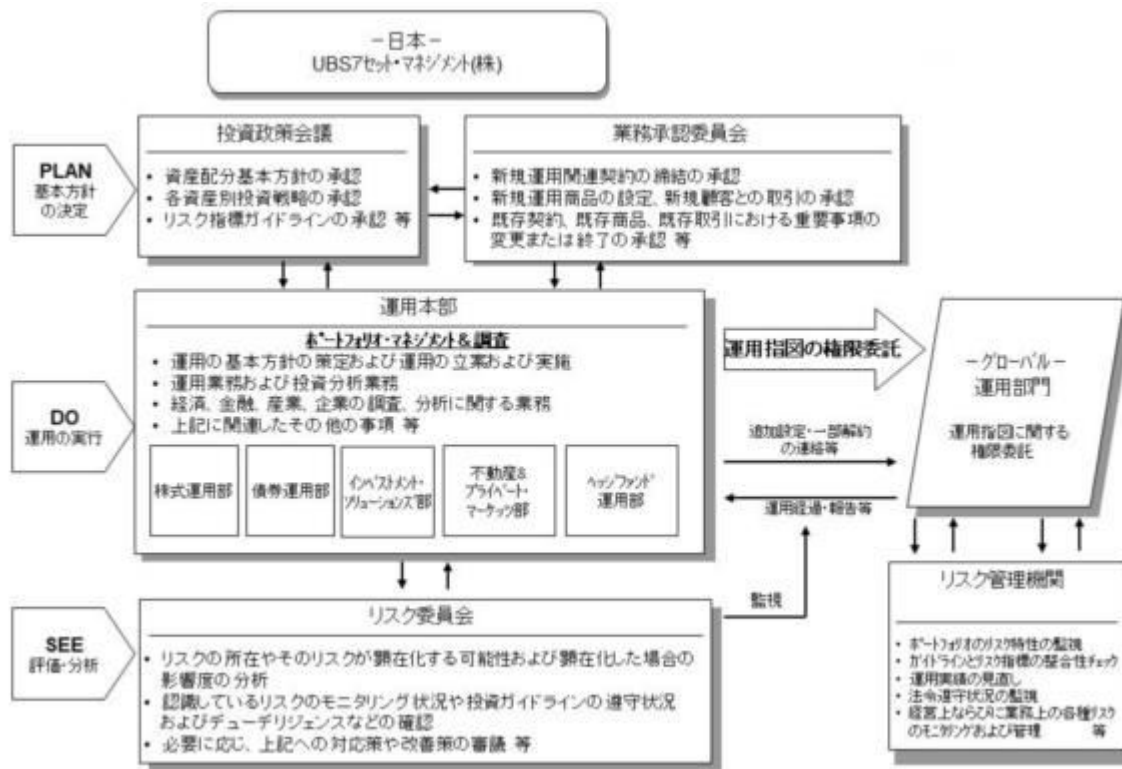 －日本－
UBSアセット・マネジメント(株)
PLAN
基本方針
の決定
投資政策会議
• 資産配分基本方針の承認
• 各資産別投資戦略の承認
• リスク指標ガイドラインの承認 等
業務承認委員会
• 新規運用関連契約の締結の承認
• 新規運用商品の設定、新規顧客との取引の承認
• 既存契約、既存商品、既存取引における重要事項の
変更または終了の承認 等
DO
運用の実行
運用本部
ポートフォリオ・マネジメント&調査
• 運用の基本方針の策定および運用の立案および実施
• 運用業務および投資分析業務
• 経済、金融、産業、企業の調査、分析に関する業務
• 上記に関連したその他の事項 等
株式運用部
債券運用部
インベストメント・
ソリューションズ部
不動産&
プライベート・
マーケッツ部
ヘッジファンド
運用部
運用指図の権限委託
追加設定・一部解約
の連絡等
運用経過・報告等
監視
－グローバル－
運用部門
運用指図に関する
権限委託
SEE
評価・分析
リスク委員会
• リスクの所在やそのリスクが顕在化する可能性および顕在化した場合の
影響度の分析
• 認識しているリスクのモニタリング状況や投資ガイドラインの遵守状況
およびデューデリジェンスなどの確認
• 必要に応じ、上記への対応策や改善策の審議 等
リスク管理機関
• ポートフォリオのリスク特性の監視
• ガイドラインとリスク指標の整合性チェック
• 運用実績の見直し
• 法令遵守状況の監視
• 経営上ならびに業務上の各種リスク
のモニタリングおよび管理 等